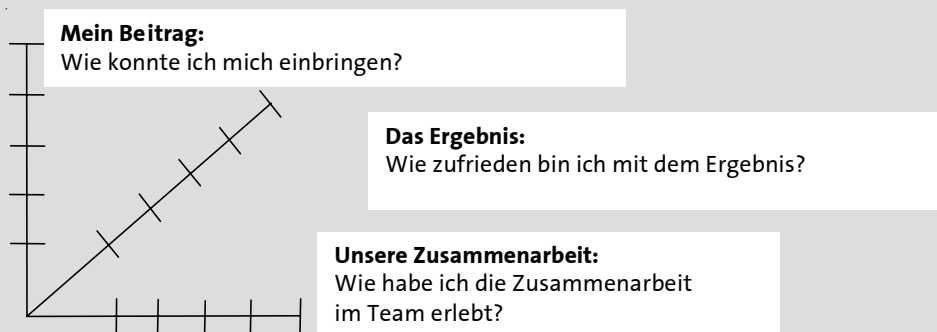 Mein Beitrag:
Wie konnte ich mich einbringen?
Das Ergebnis:
Wie zufrieden bin ich mit dem Ergebnis?
Unsere Zusammenarbeit:
Wie habe ich die Zusammenarbeit
im Team erlebt?